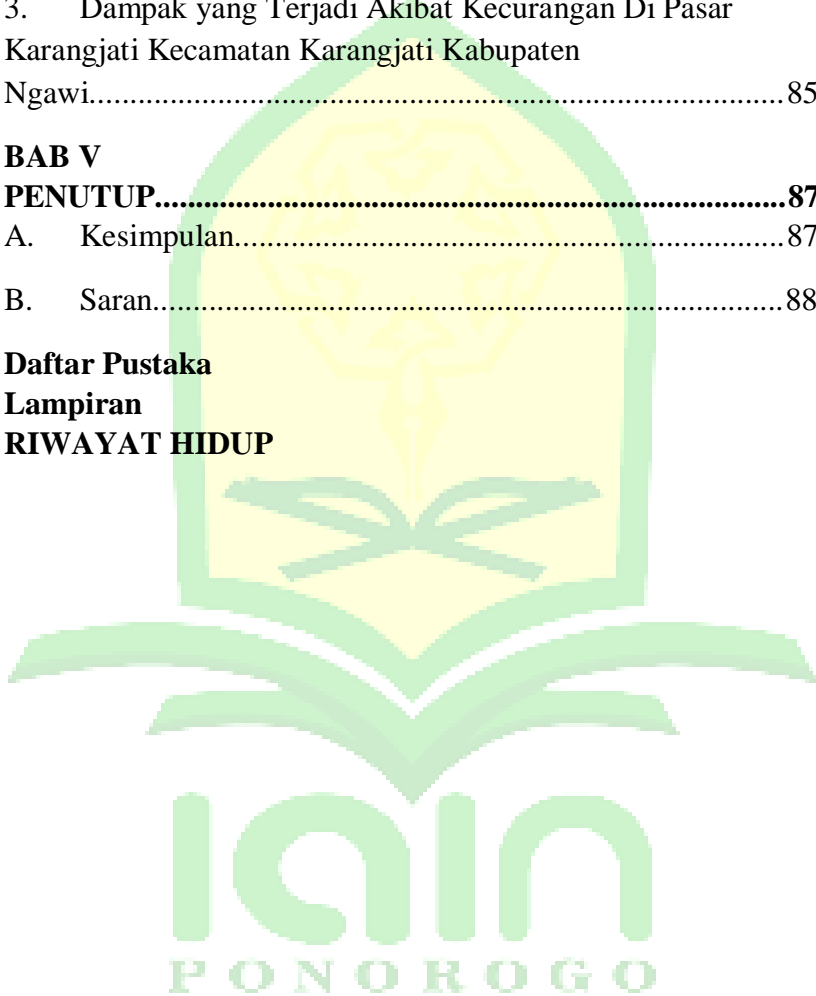 3. Dampak yang Terjadi Akibat Kecurangan Di Pasar
Karangjati Kecamatan Karangjati Kabupaten
Ngawi....................................................................................85
BAB V
PENUTUP............................................................................87
A. Kesimpulan..................................................................87
B. Saran............................................................................88
Daftar Pustaka
Lampiran
RIWAYAT HIDUP
iain
PONOROGO